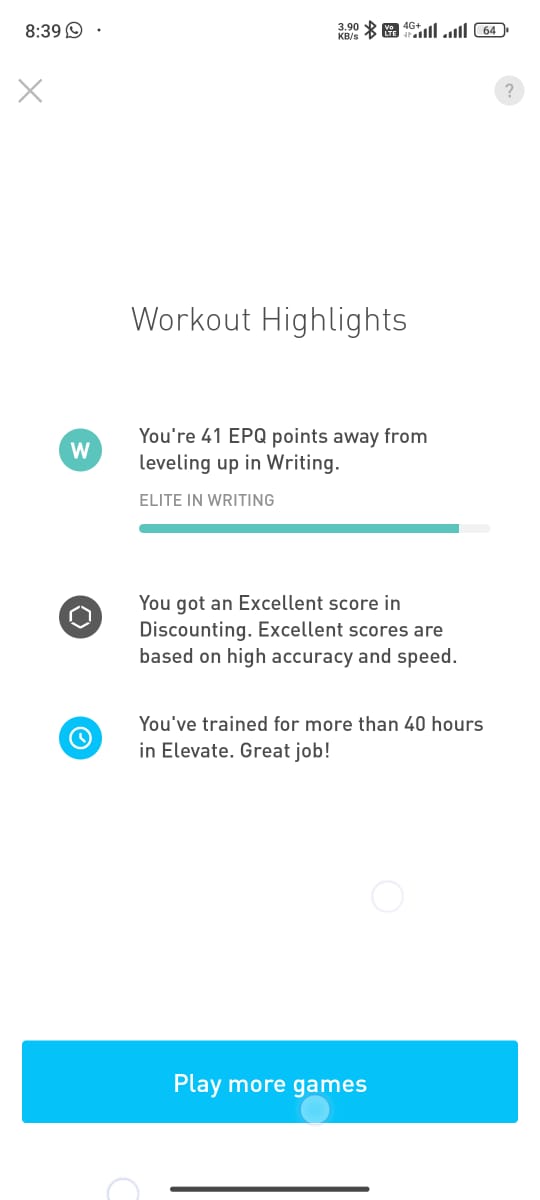 8:39
3.90
KB/s
Vo
LTE
4G+
64
?
Workout Highlights
W
You're 41 EPQ points away from
leveling up in Writing.
ELITE IN WRITING
You got an Excellent score in
Discounting. Excellent scores are
based on high accuracy and speed.
You've trained for more than 40 hours
in Elevate. Great job!
Play more games